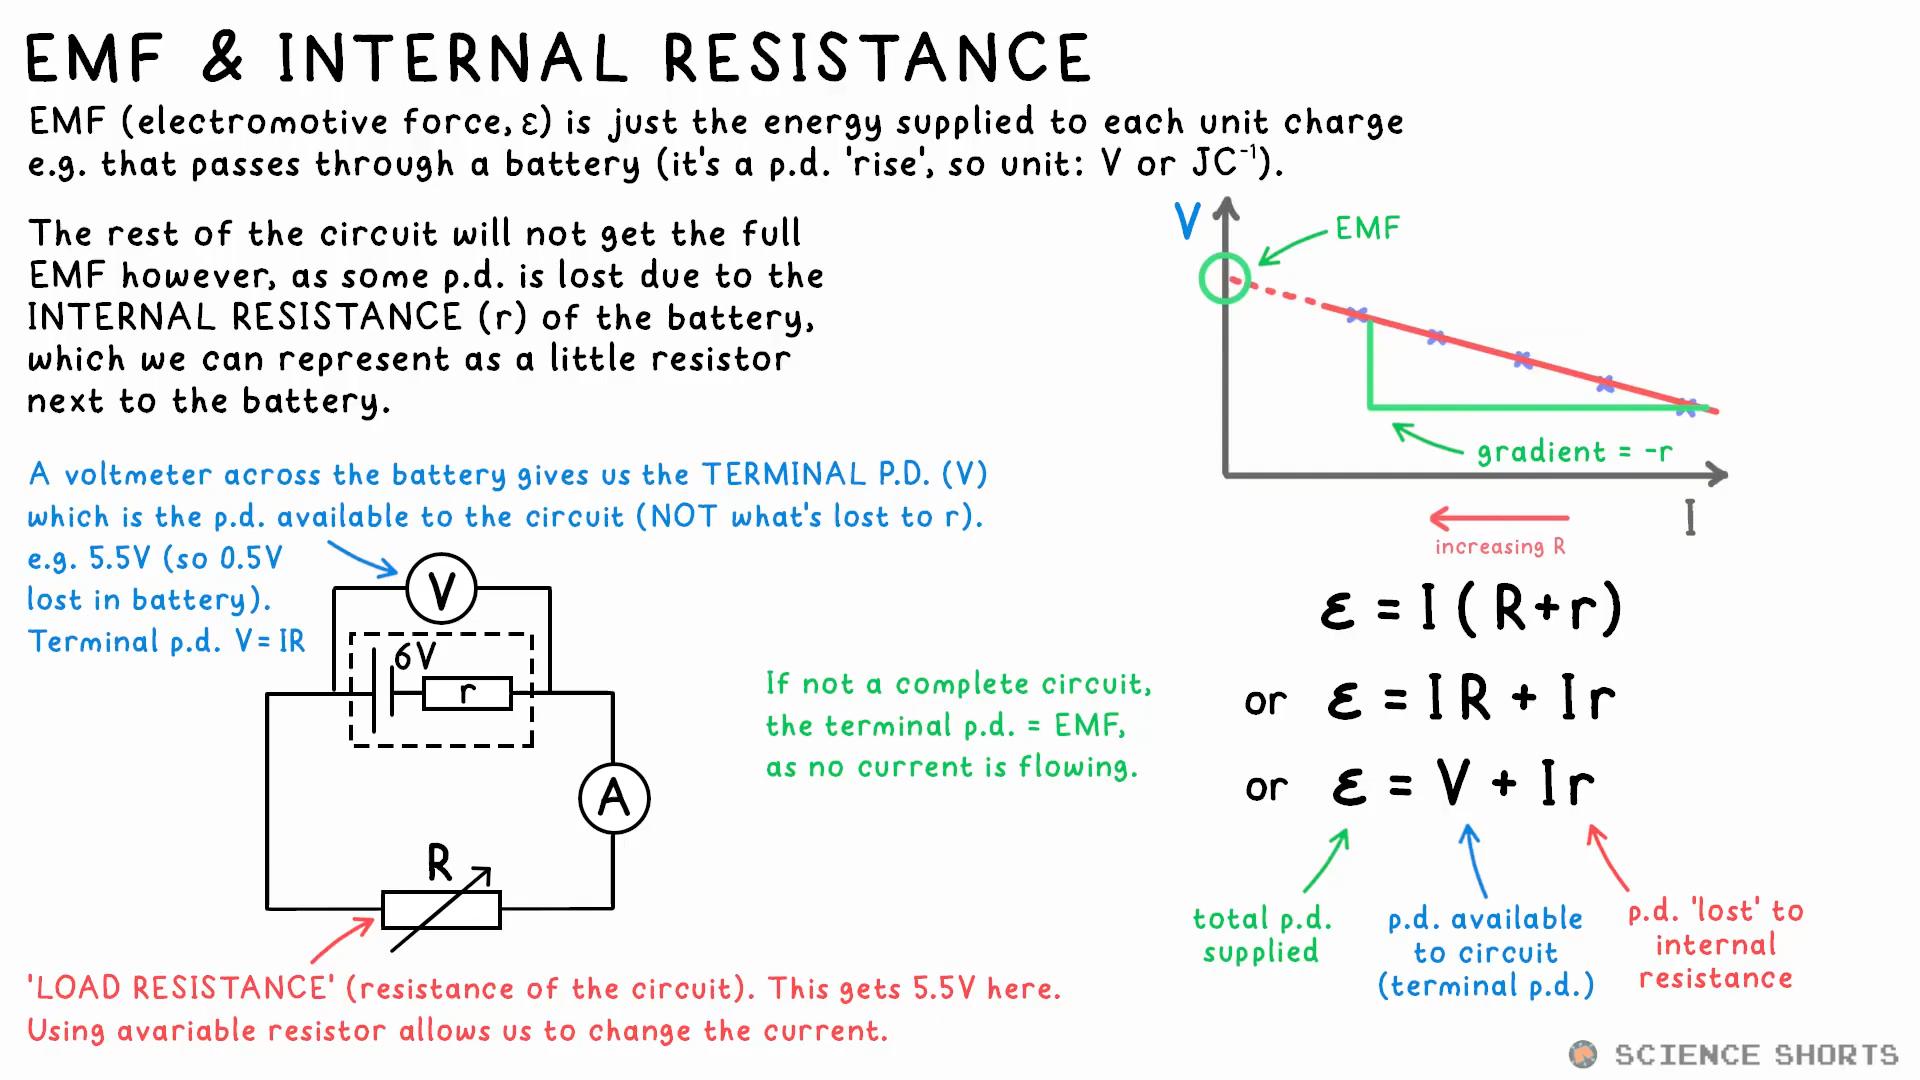 EMF & INTERNAL RESISTANCE
EMF (electromotive force, ε) is just the energy supplied to each unit charge
e.g. that passes through a battery (it's a p.d. 'rise', so unit: V or JC⁻¹).
The rest of the circuit will not get the full
EMF however, as some p.d. is lost due to the
INTERNAL RESISTANCE (r) of the battery,
which we can represent as a little resistor
next to the battery.
A voltmeter across the battery gives us the TERMINAL P.D. (V)
which is the p.d. available to the circuit (NOT what's lost to r).
e.g. 5.5V (so 0.5V
lost in battery).
Terminal p.d. V = IR
V
6V
r
A
R
'LOAD RESISTANCE' (resistance of the circuit). This gets 5.5V here.
Using avariable resistor allows us to change the current.
If not a complete circuit,
the terminal p.d. = EMF,
as no current is flowing.
V
EMF
gradient = -r
I
increasing R
ε = I ( R+r)
or ε = IR + Ir
or ε = V + Ir
total p.d.
supplied
p.d. available
to circuit
(terminal p.d.)
p.d. 'lost' to
internal
resistance
SCIENCE SHORTS